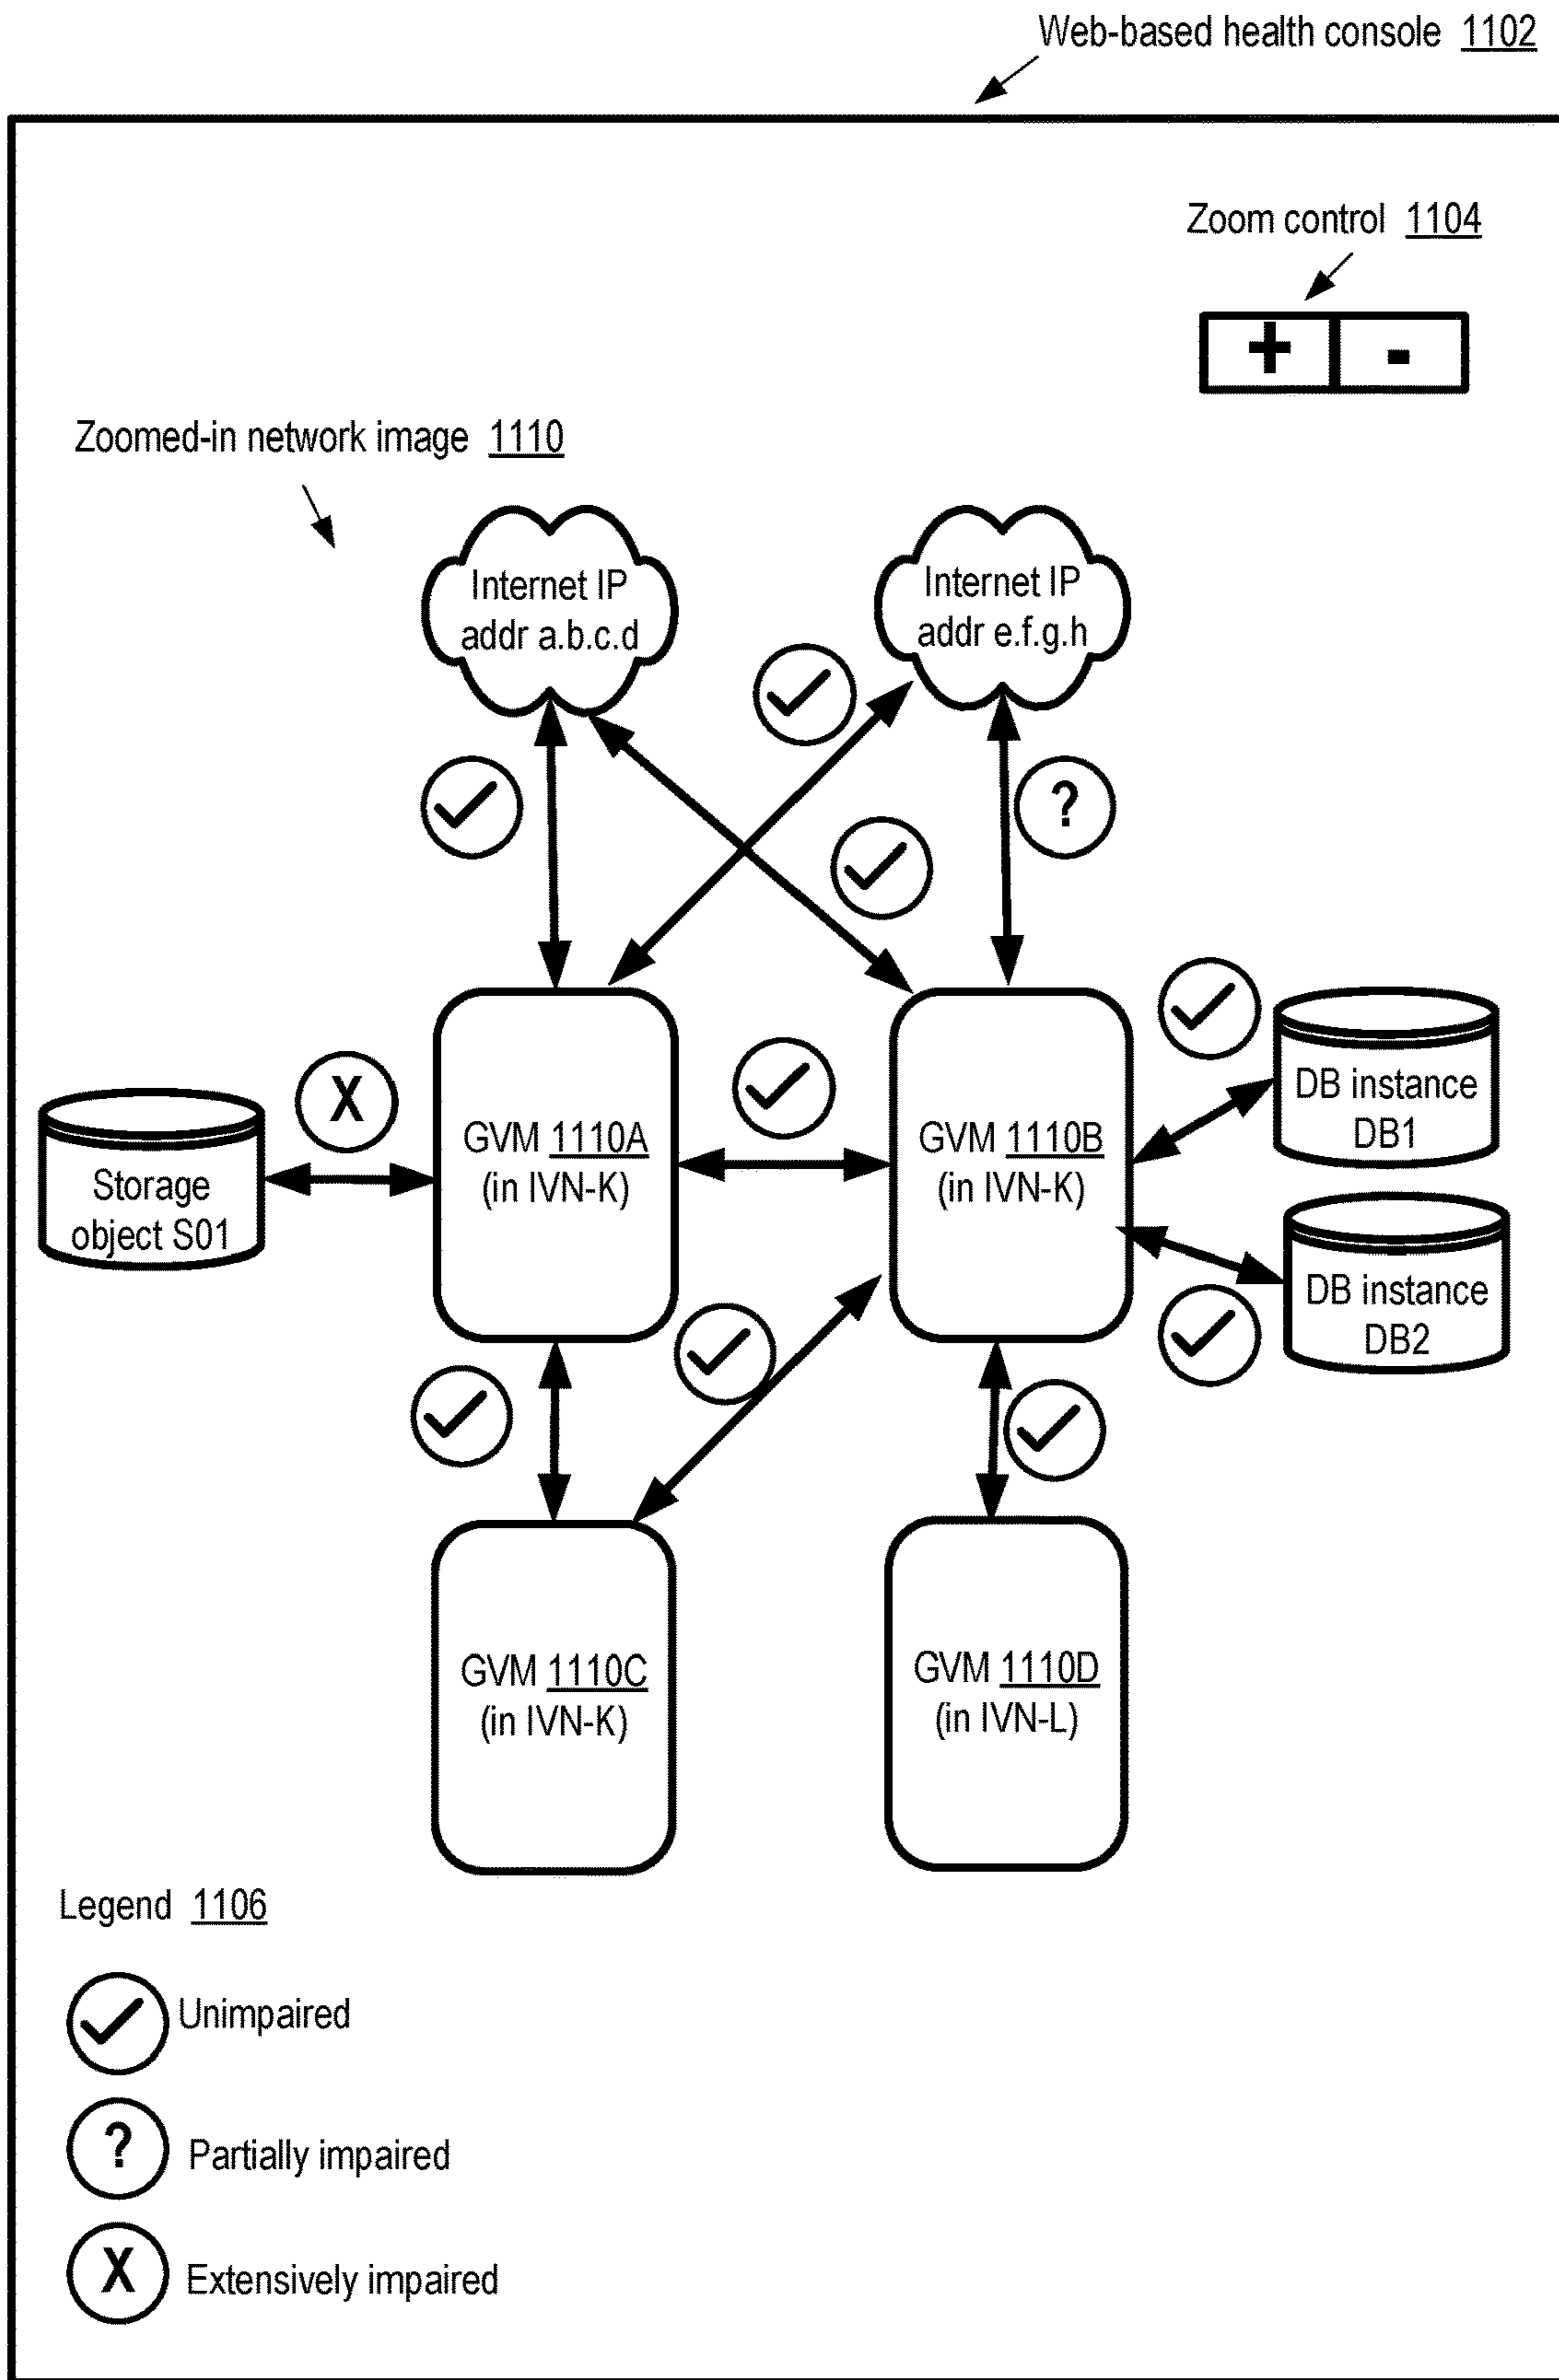 Web-based health console 1102
Zoom control 1104
+ -
Zoomed-in network image 1110
Internet IP
addr a.b.c.d
Internet IP
addr e.f.g.h
?
X
GVM 1110A
(in IVN-K)
GVM 1110B
(in IVN-K)
DB instance
DB1
Storage
object S01
DB instance
DB2
GVM 1110C
(in IVN-K)
GVM 1110D
(in IVN-L)
Legend 1106
Unimpaired
? Partially impaired
X Extensively impaired